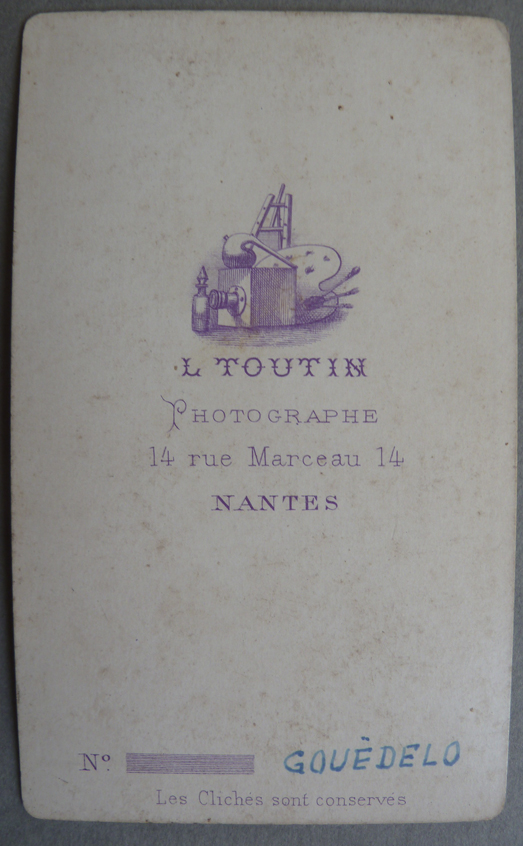 L TOUTIN
PHOTOGRAPHE
14 rue Marceau 14
NANTES
Nº GOUÈDELO
Les Clichés sont conservés